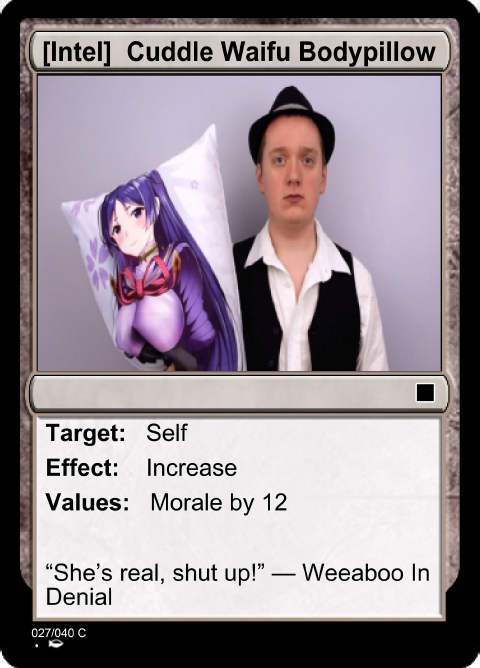 [Intel] Cuddle Waifu Bodypillow
Target: Self
Effect: Increase
Values: Morale by 12
“She’s real, shut up!” — Weeaboo In
Denial
027/040 C